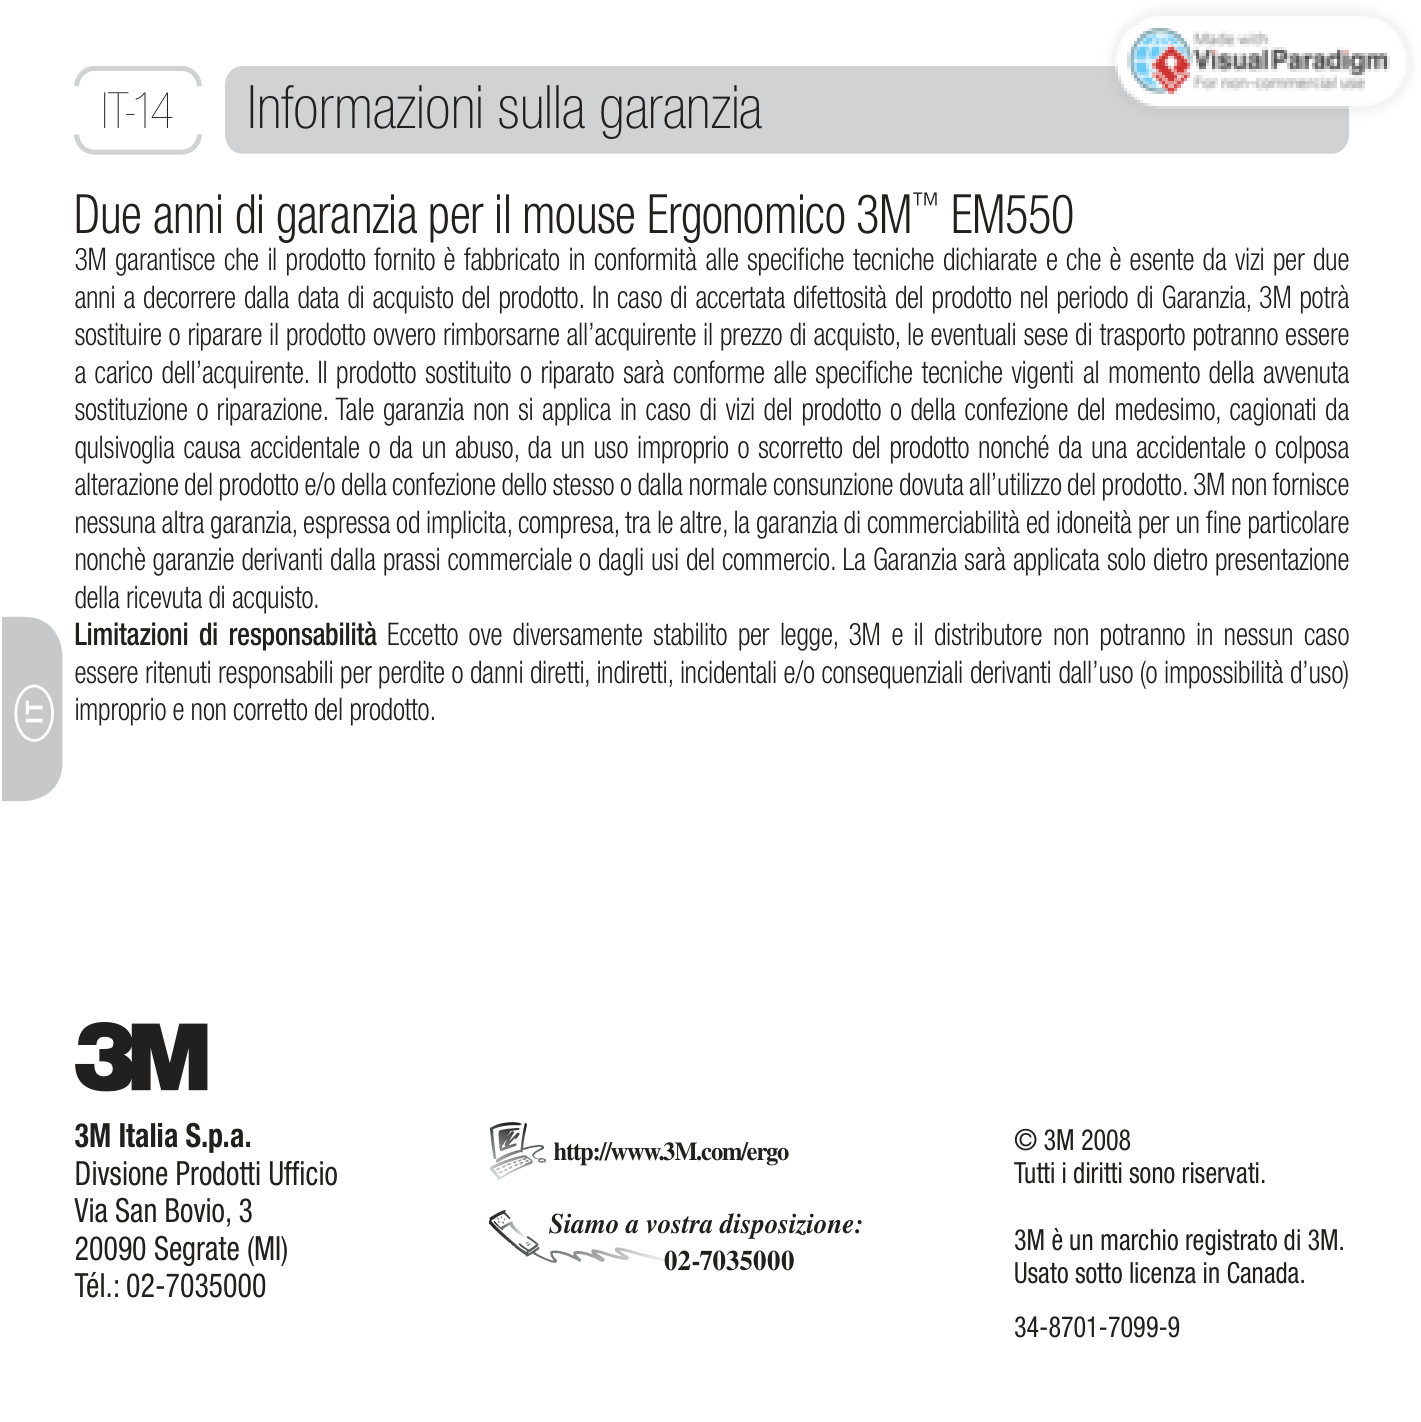 Made with
VisualParadigm
For non-commercial use
IT-14
Informazioni sulla garanzia
Due anni di garanzia per il mouse Ergonomico 3M™ EM550
3M garantisce che il prodotto fornito è fabbricato in conformità alle specifiche tecniche dichiarate e che è esente da vizi per due
anni a decorrere dalla data di acquisto del prodotto. In caso di accertata difettosità del prodotto nel periodo di Garanzia, 3M potrà
sostituire o riparare il prodotto ovvero rimborsarne all’acquirente il prezzo di acquisto, le eventuali sese di trasporto potranno essere
a carico dell’acquirente. Il prodotto sostituito o riparato sarà conforme alle specifiche tecniche vigenti al momento della avvenuta
sostituzione o riparazione. Tale garanzia non si applica in caso di vizi del prodotto o della confezione del medesimo, cagionati da
qulsivoglia causa accidentale o da un abuso, da un uso improprio o scorretto del prodotto nonché da una accidentale o colposa
alterazione del prodotto e/o della confezione dello stesso o dalla normale consunzione dovuta all’utilizzo del prodotto. 3M non fornisce
nessuna altra garanzia, espressa od implicita, compresa, tra le altre, la garanzia di commerciabilità ed idoneità per un fine particolare
nonchè garanzie derivanti dalla prassi commerciale o dagli usi del commercio. La Garanzia sarà applicata solo dietro presentazione
della ricevuta di acquisto.
Limitazioni di responsabilità Eccetto ove diversamente stabilito per legge, 3M e il distributore non potranno in nessun caso
essere ritenuti responsabili per perdite o danni diretti, indiretti, incidentali e/o consequenziali derivanti dall’uso (o impossibilità d’uso)
improprio e non corretto del prodotto.
IT
3M
3M Italia S.p.a.
Divsione Prodotti Ufficio
Via San Bovio, 3
20090 Segrate (MI)
Tél.: 02-7035000
http://www.3M.com/ergo
Siamo a vostra disposizione:
02-7035000
© 3M 2008
Tutti i diritti sono riservati.
3M è un marchio registrato di 3M.
Usato sotto licenza in Canada.
34-8701-7099-9